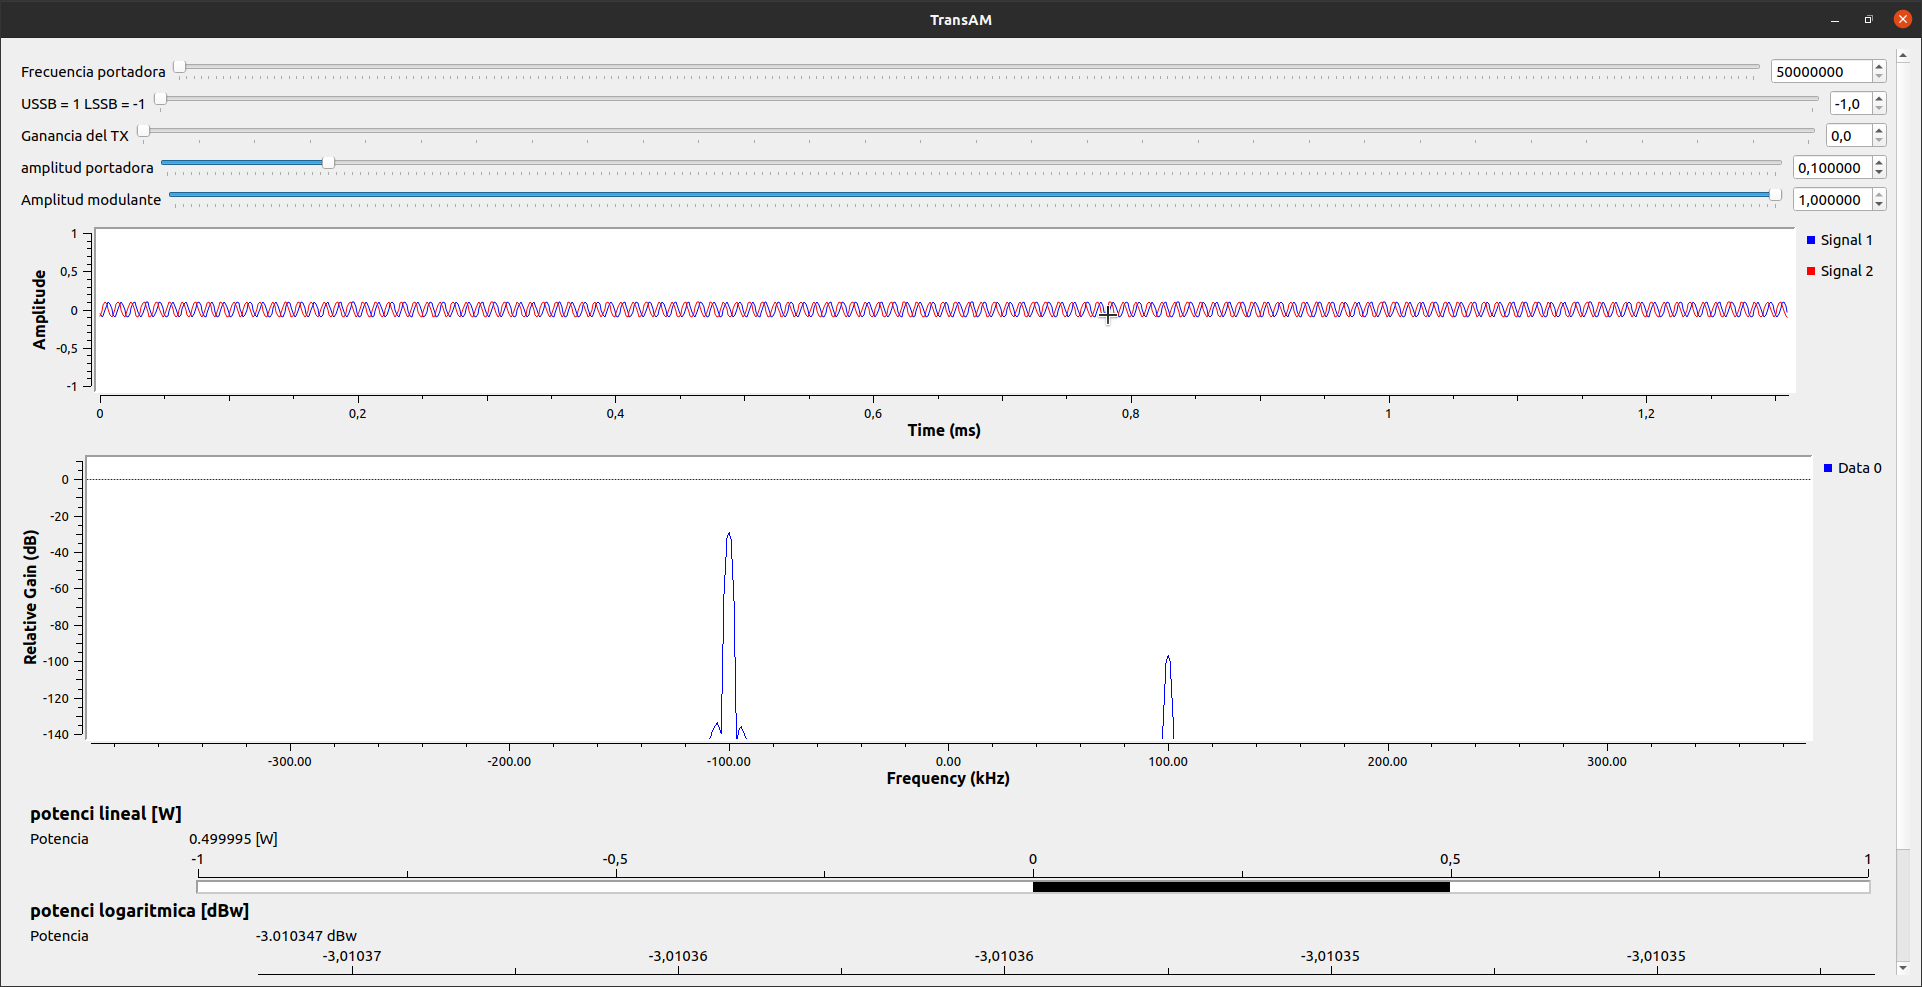 TransAM
Frecuencia portadora 50000000
USSB = 1 LSSB = -1 -1,0
Ganancia del TX 0,0
amplitud portadora 0,100000
Amplitud modulante 1,000000
1
0,5
0
-0,5
-1
Amplitude
Signal 1
Signal 2
0 0,2 0,4 0,6 0,8 1 1,2
Time (ms)
0
-20
-40
-60
-80
-100
-120
-140
Relative Gain (dB)
Data 0
-300.00 -200.00 -100.00 0.00 100.00 200.00 300.00
Frequency (kHz)
potenci lineal [W]
Potencia 0.499995 [W]
-1 -0,5 0 0,5 1
potenci logaritmica [dBw]
Potencia -3.010347 dBw
-3,01037 -3,01036 -3,01036 -3,01035 -3,01035